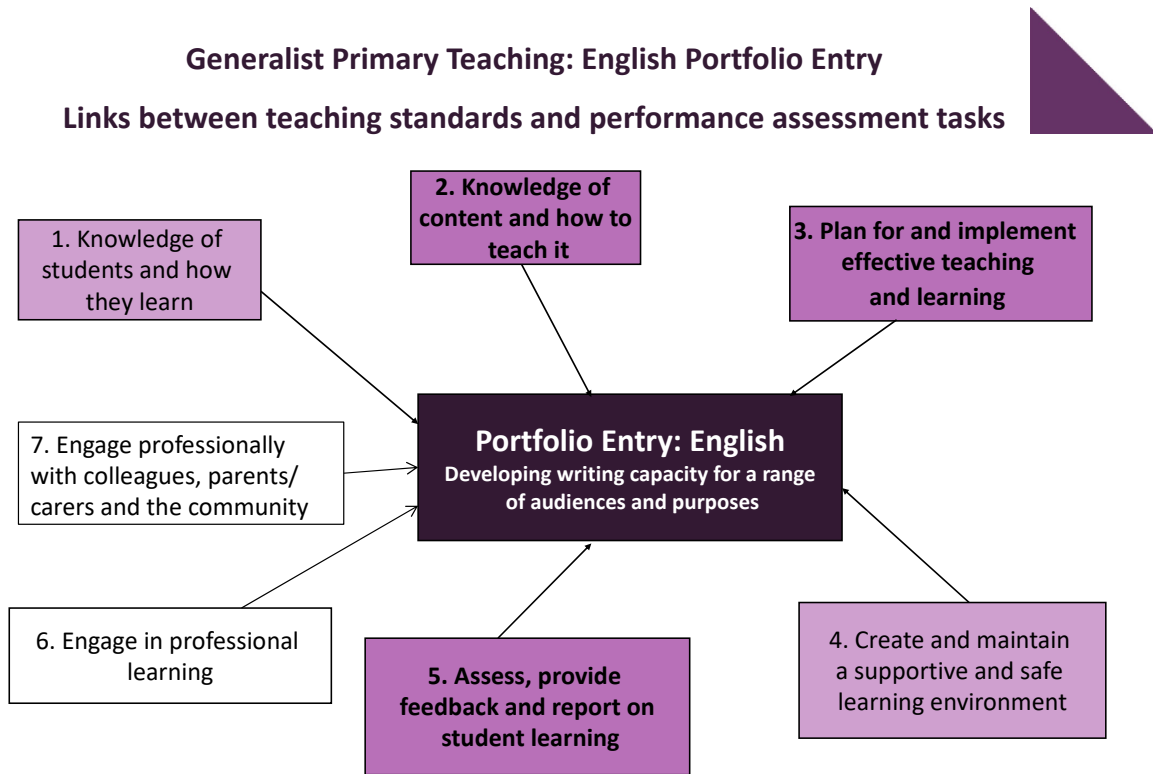 Generalist Primary Teaching: English Portfolio Entry
Links between teaching standards and performance assessment tasks
1. Knowledge of
students and how
they learn
2. Knowledge of
content and how to
teach it
3. Plan for and implement
effective teaching
and learning
7. Engage professionally
with colleagues, parents/
carers and the community
Portfolio Entry: English
Developing writing capacity for a range
of audiences and purposes
6. Engage in professional
learning
5. Assess, provide
feedback and report on
student learning
4. Create and maintain
a supportive and safe
learning environment